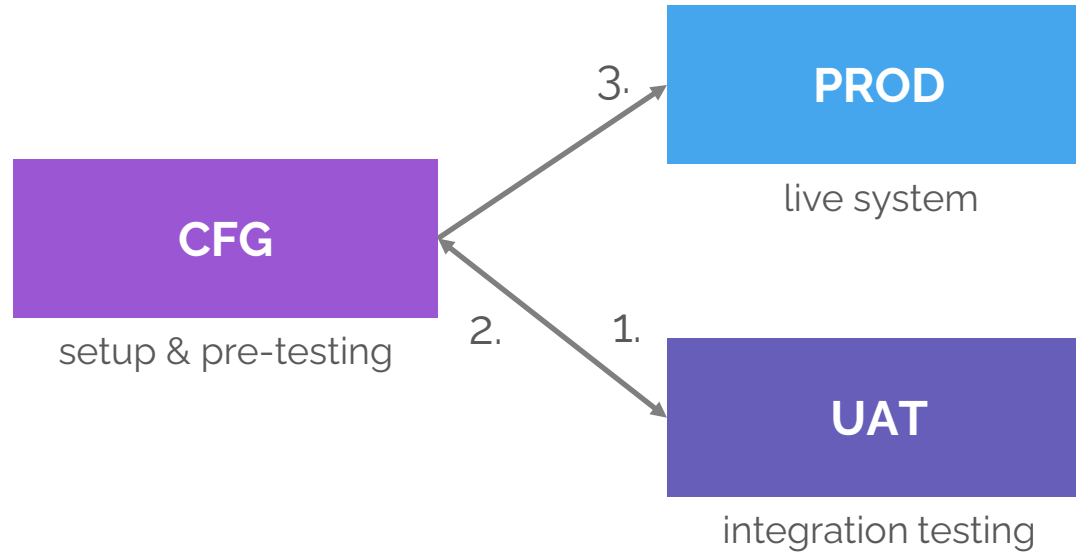 CFG
setup & pre-testing
1.
2.
3.
PROD
live system
UAT
integration testing